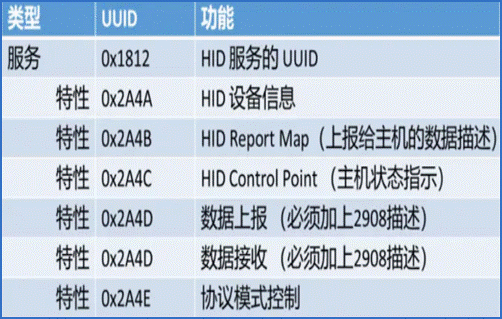 类型 UUID 功能
服务 0x1812 HID 服务的 UUID
特性 0x2A4A HID 设备信息
特性 0x2A4B HID Report Map（上报给主机的数据描述）
特性 0x2A4C HID Control Point （主机状态指示）
特性 0x2A4D 数据上报 （必须加上2908描述）
特性 0x2A4D 数据接收 （必须加上2908描述）
特性 0x2A4E 协议模式控制